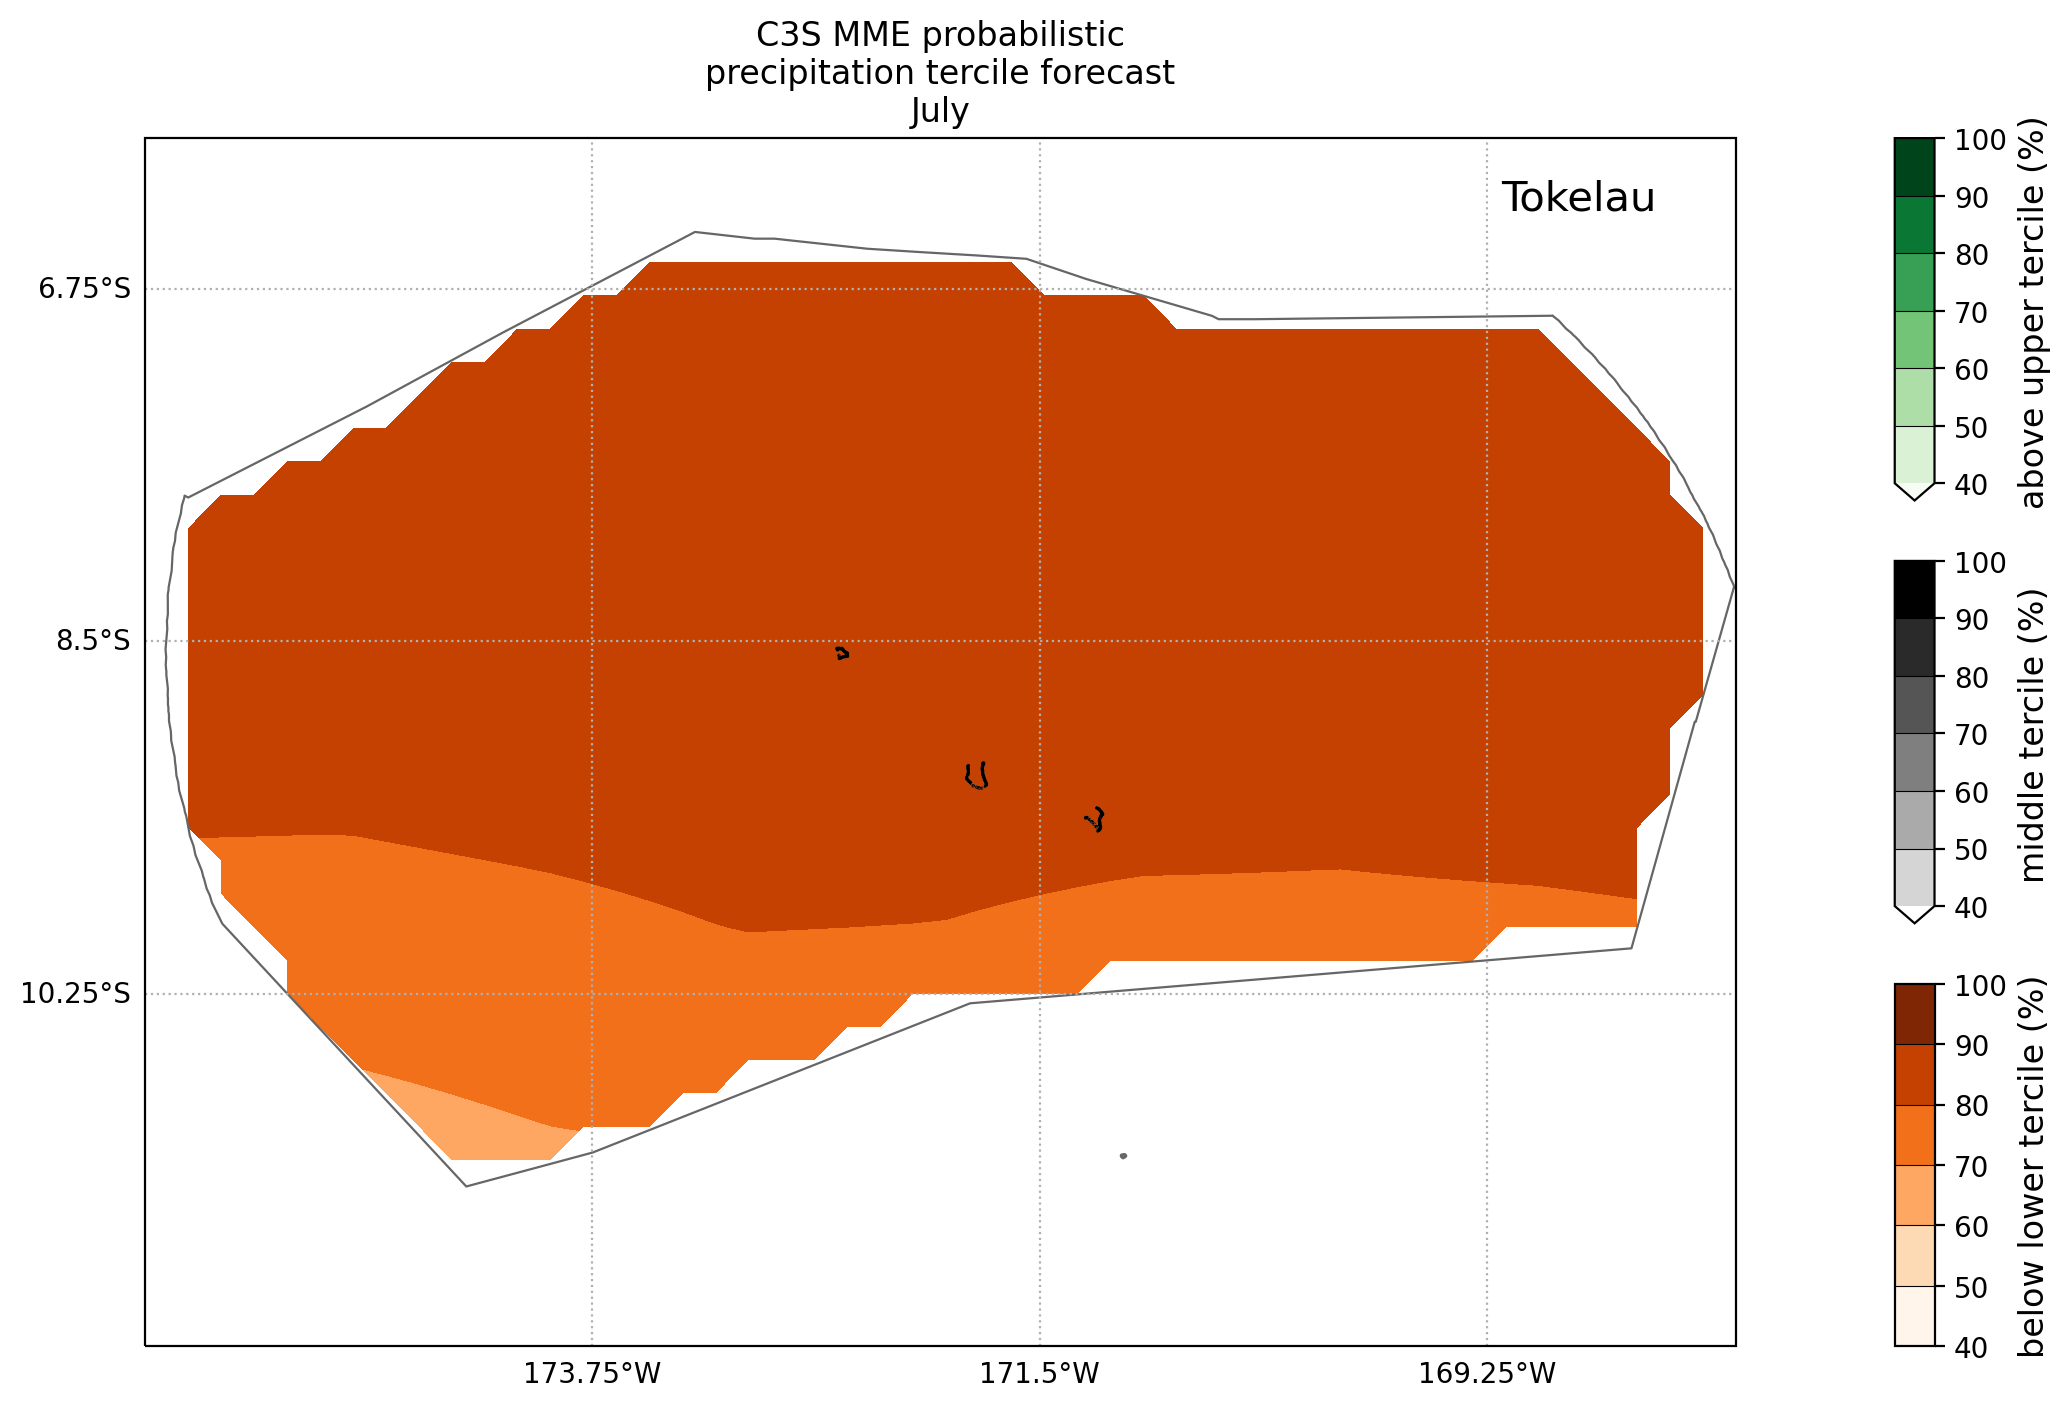 C3S MME probabilistic
precipitation tercile forecast
July
Tokelau
6.75°S
8.5°S
10.25°S
173.75°W
171.5°W
169.25°W
100
90
80
70
60
50
40
above upper tercile (%)
100
90
80
70
60
50
40
middle tercile (%)
100
90
80
70
60
50
40
below lower tercile (%)